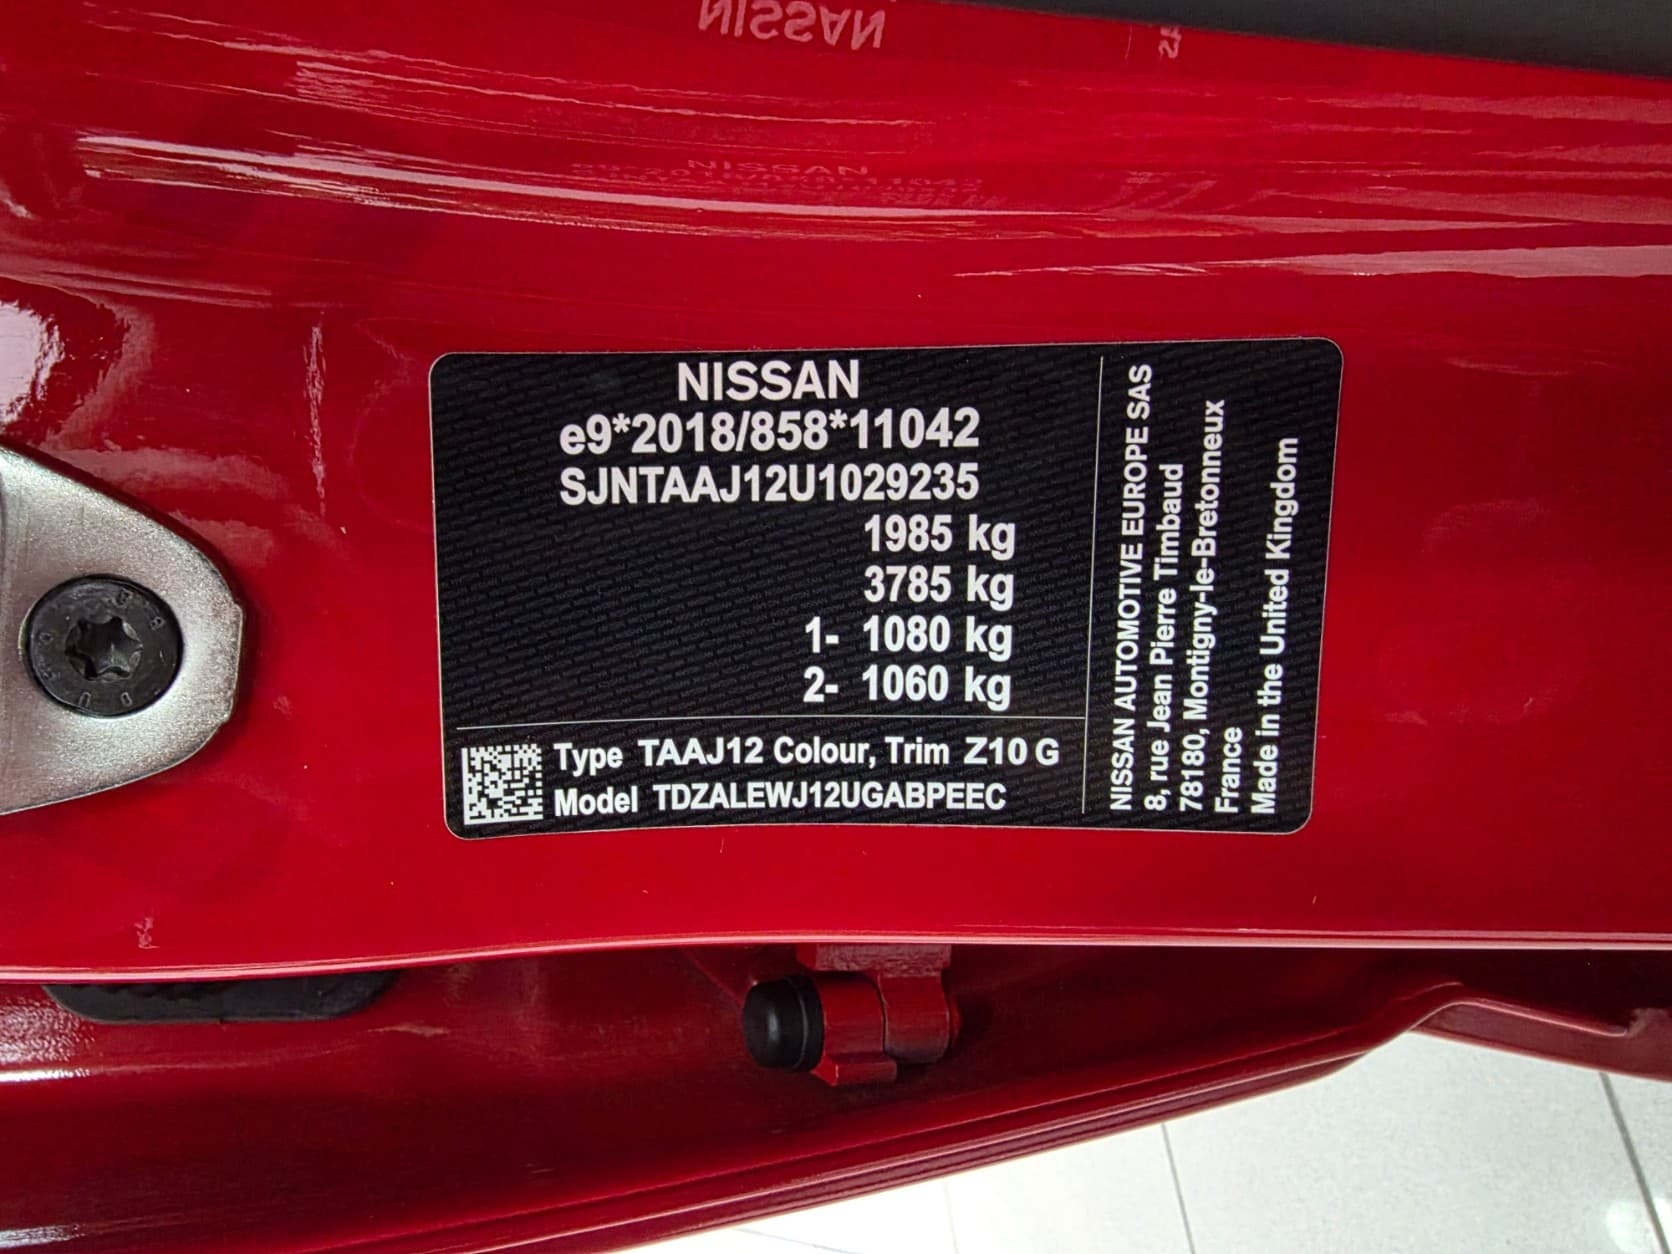 NISSAN
e9*2018/858*11042
SJNTAAJ12U1029235
1985 kg
3785 kg
1- 1080 kg
2- 1060 kg
Type TAAJ12 Colour, Trim Z10 G
Model TDZALEWJ12UGABPEEC
NISSAN AUTOMOTIVE EUROPE SAS
8, rue Jean Pierre Timbaud
78180, Montigny-le-Bretonneux
France
Made in the United Kingdom